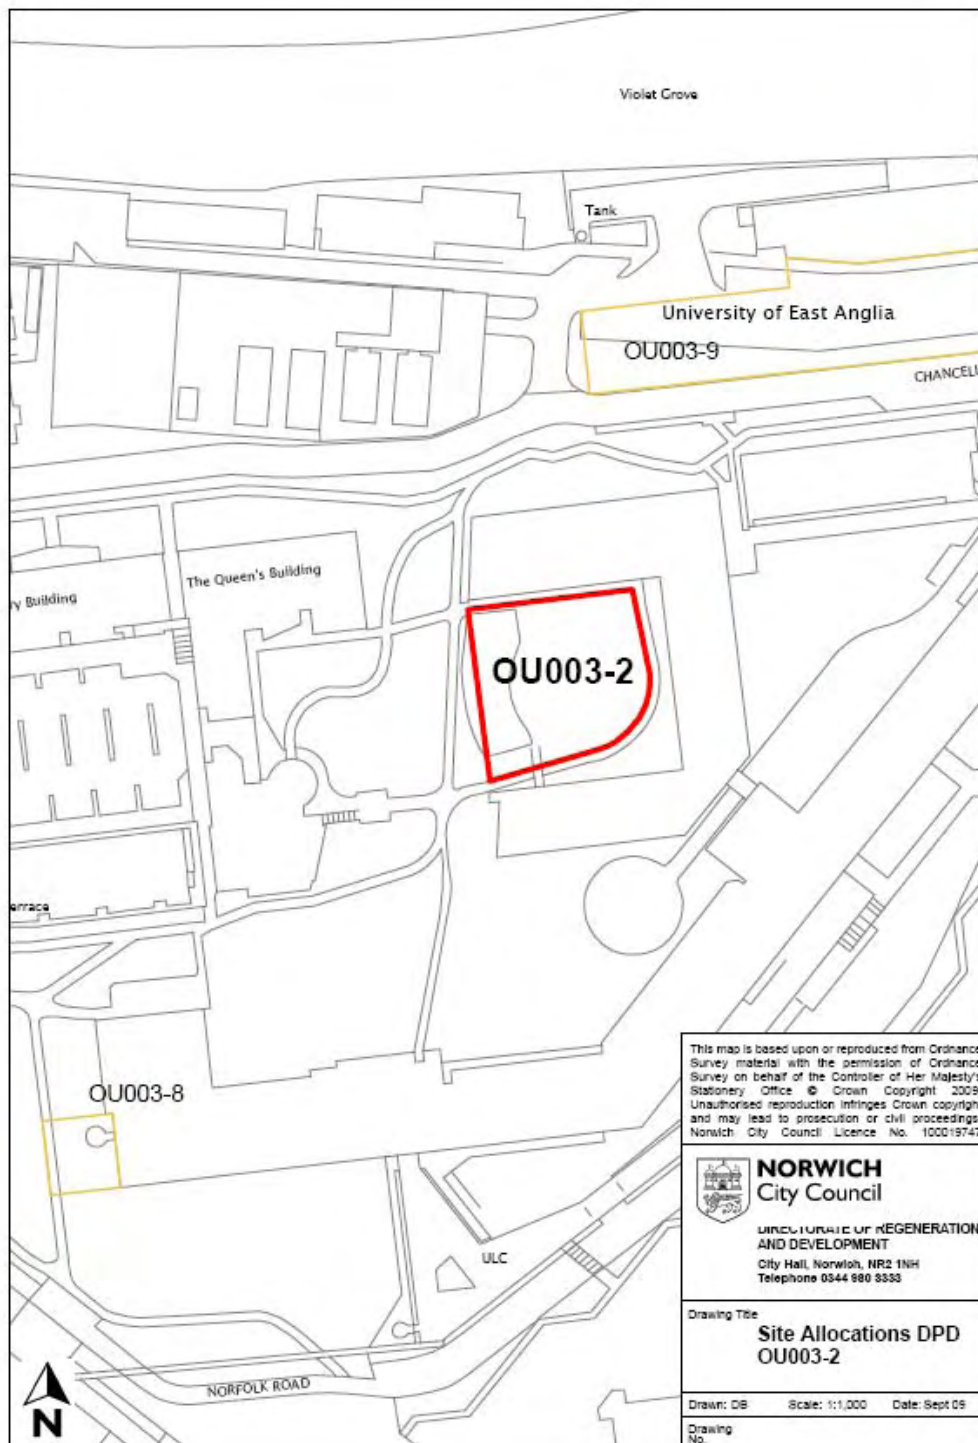 Violet Grove
Tank
University of East Anglia
OU003-9
CHANCELL
The Queen's Building
ry Building
OU003-2
errace
OU003-8
ULC
NORFOLK ROAD
N
This map is based upon or reproduced from Ordnance
Survey material with the permission of Ordnance
Survey on behalf of the Controller of Her Majesty's
Stationery Office © Crown Copyright 2009
Unauthorised reproduction infringes Crown copyright
and may lead to prosecution or civil proceedings
Norwich City Council Licence No. 100019747
NORWICH
City Council
DIRECTORATE OF REGENERATION
AND DEVELOPMENT
City Hall, Norwich, NR2 1NH
Telephone 0344 980 3333
Drawing Title
Site Allocations DPD
OU003-2
Drawn: DB Scale: 1:1,000 Date: Sept 09
Drawing
No.